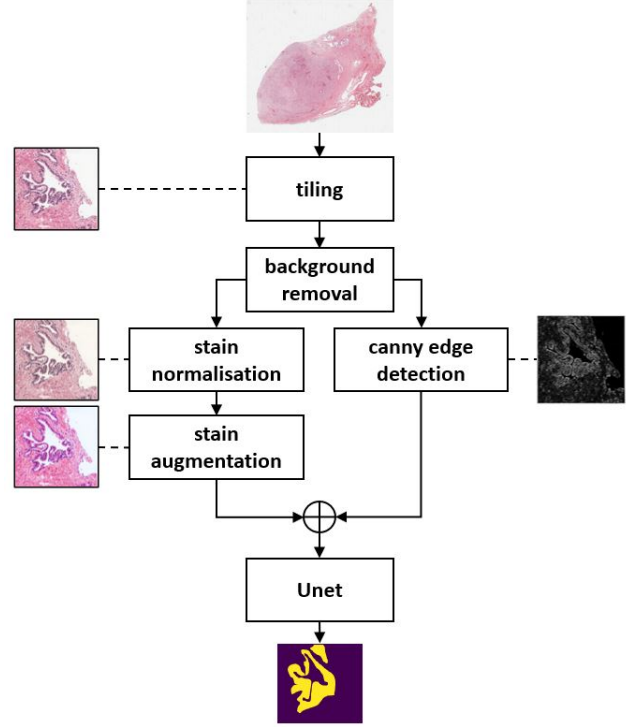 tiling
background
removal
stain
normalisation
canny edge
detection
stain
augmentation
Unet